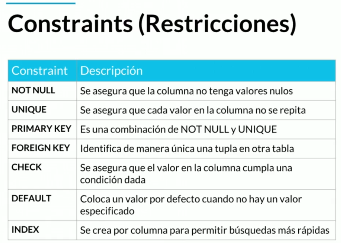 Constraints (Restricciones)
Constraint Descripción
NOT NULL Se asegura que la columna no tenga valores nulos
UNIQUE Se asegura que cada valor en la columna no se repita
PRIMARY KEY Es una combinación de NOT NULL y UNIQUE
FOREIGN KEY Identifica de manera única una tupla en otra tabla
CHECK Se asegura que el valor en la columna cumpla una
condición dada
DEFAULT Coloca un valor por defecto cuando no hay un valor
especificado
INDEX Se crea por columna para permitir búsquedas más rápidas